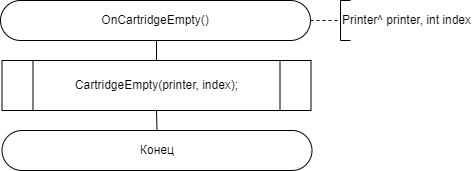 OnCartridgeEmpty()
Printer^ printer, int index
CartridgeEmpty(printer, index);
Конец